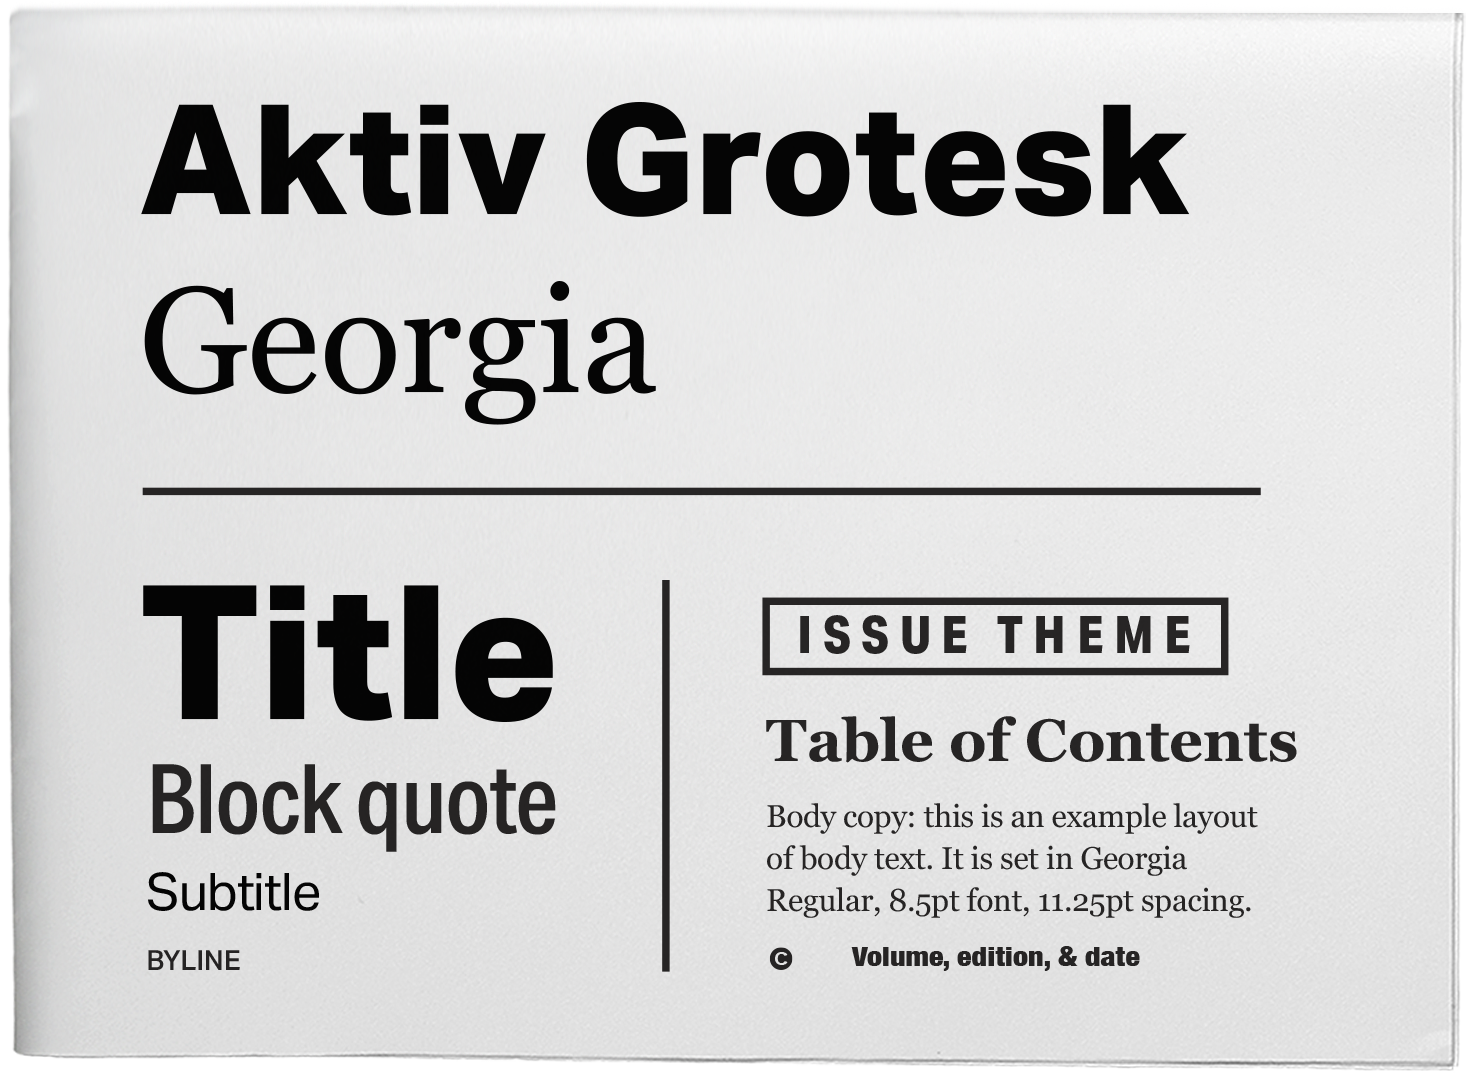 Aktiv Grotesk
Georgia
Title
Block quote
Subtitle
BYLINE
ISSUE THEME
Table of Contents
Body copy: this is an example layout
of body text. It is set in Georgia
Regular, 8.5pt font, 11.25pt spacing.
© Volume, edition, & date